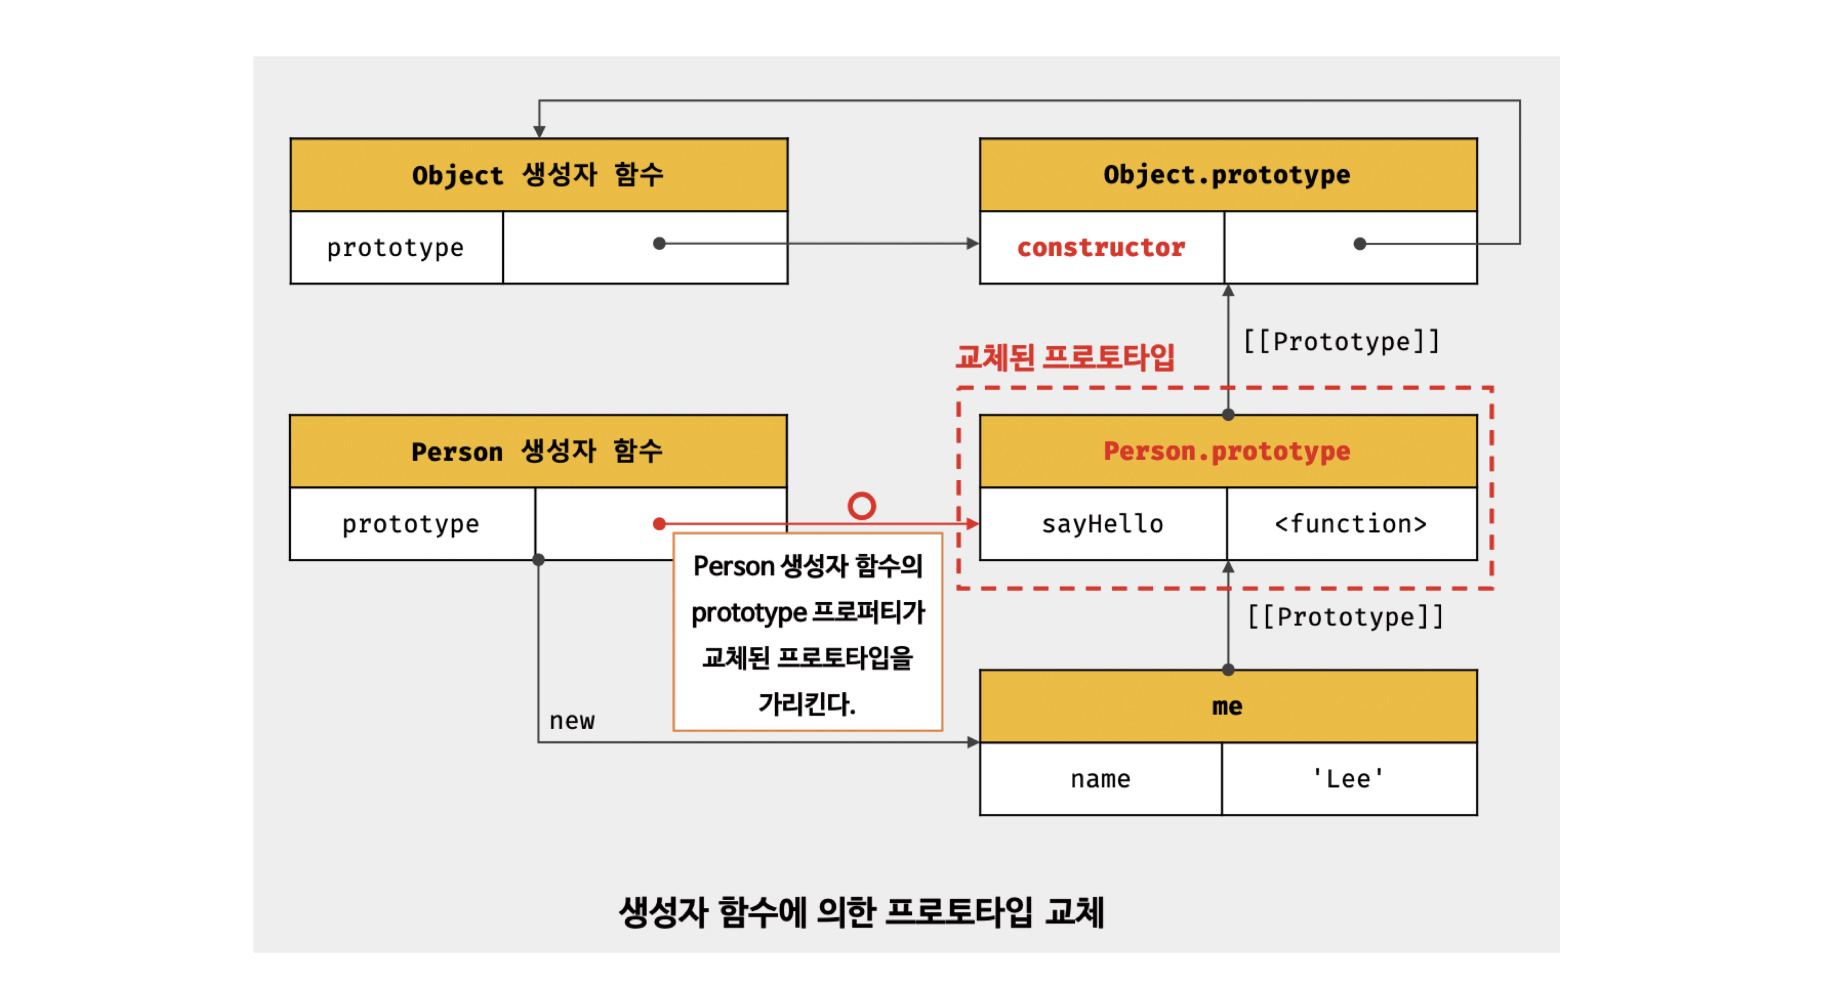 Object 생성자 함수
prototype
Object.prototype
constructor
[[Prototype]]
교체된 프로토타입
Person 생성자 함수
prototype
Person.prototype
sayHello
<function>
Person 생성자 함수의
prototype 프로퍼티가
교체된 프로토타입을
가리킨다.
[[Prototype]]
new
me
name
'Lee'
생성자 함수에 의한 프로토타입 교체